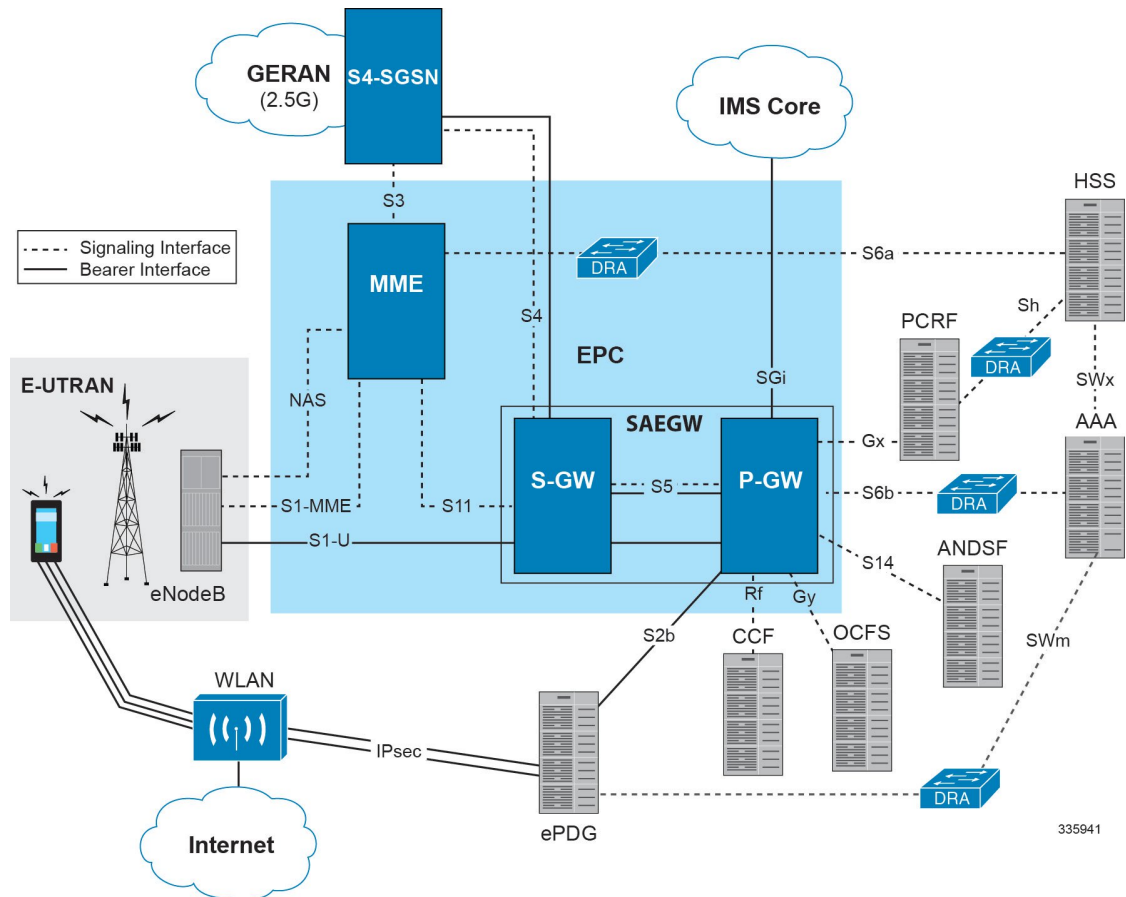 GERAN
(2.5G)
S4-SGSN
IMS Core
HSS
S3
Signaling Interface
Bearer Interface
MME
DRA
S6a
Sh
PCRF
DRA
S4
EPC
SWx
E-UTRAN
NAS
SGi
SAEGW
AAA
Gx
S-GW
S5
P-GW
S6b
DRA
S1-MME
S11
S1-U
ANDSF
S14
eNodeB
Rf
Gy
S2b
CCF
OCFS
SWm
WLAN
IPsec
DRA
Internet
ePDG
335941